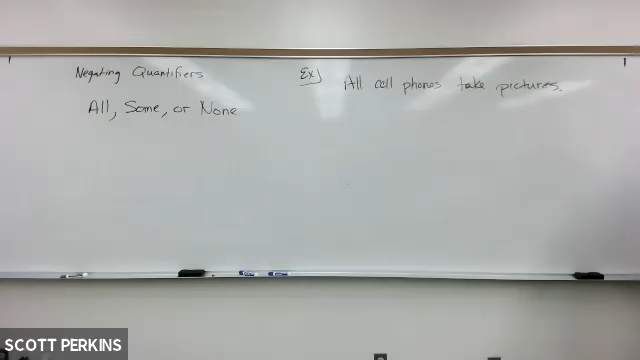 Negating Quantifiers
All, Some, or None
Ex) All cell phones take pictures.
SCOTT PERKINS